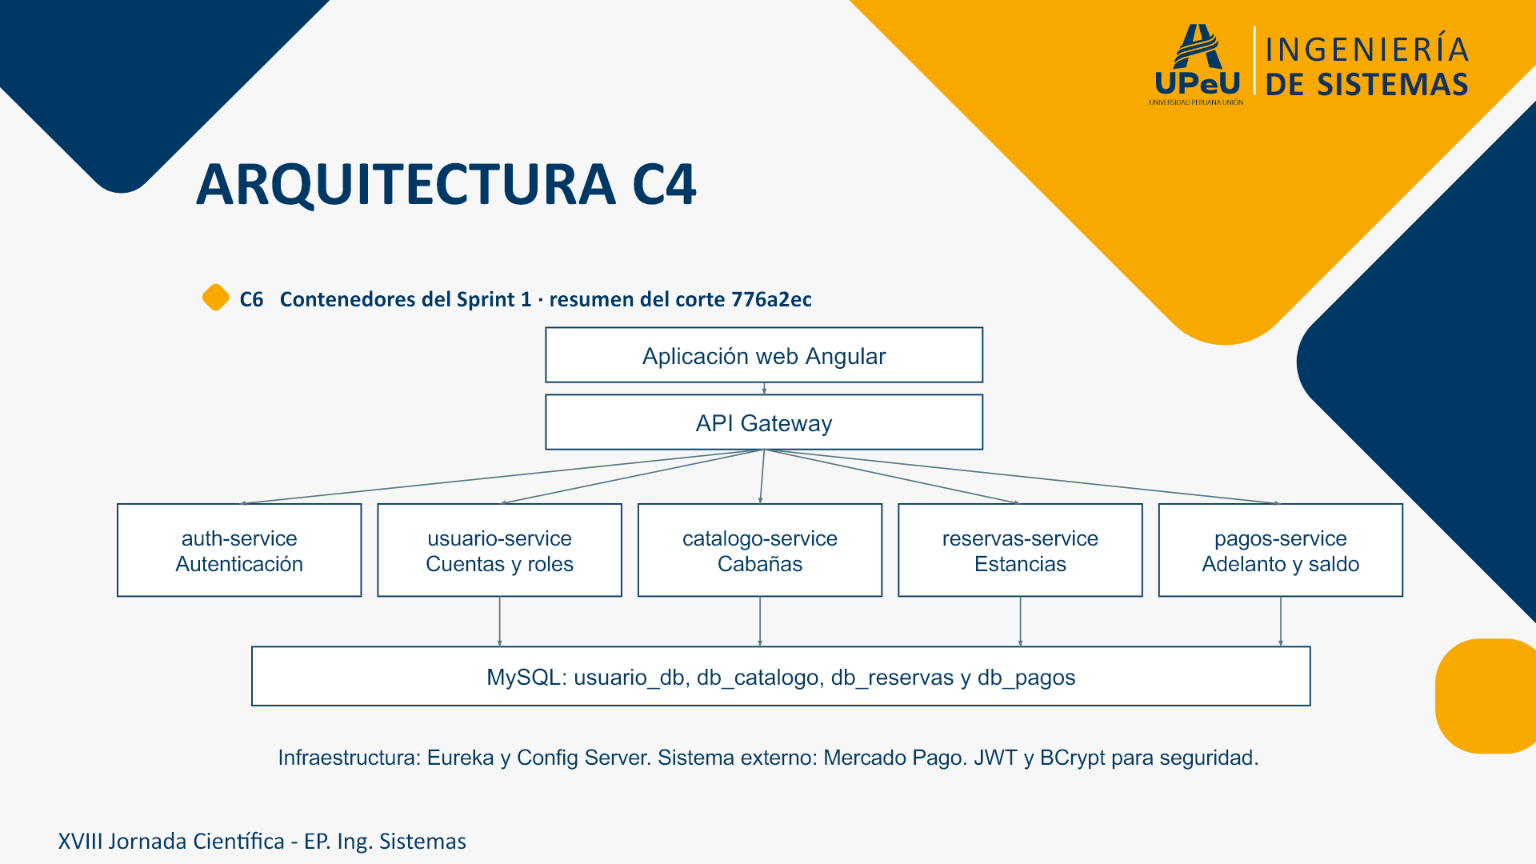 UPeU
UNIVERSIDAD PERUANA UNIÓN
INGENIERÍA
DE SISTEMAS
ARQUITECTURA C4
C6 Contenedores del Sprint 1 · resumen del corte 776a2ec
Aplicación web Angular
API Gateway
auth-service
Autenticación
usuario-service
Cuentas y roles
catalogo-service
Cabañas
reservas-service
Estancias
pagos-service
Adelanto y saldo
MySQL: usuario_db, db_catalogo, db_reservas y db_pagos
Infraestructura: Eureka y Config Server. Sistema externo: Mercado Pago. JWT y BCrypt para seguridad.
XVIII Jornada Científica - EP. Ing. Sistemas